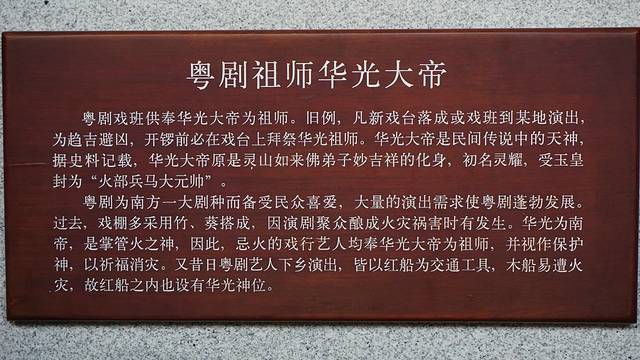 粤剧祖师华光大帝
粤剧戏班供奉华光大帝为祖师。旧例，凡新戏台落成或戏班到某地演出，
为趋吉避凶，开锣前必在戏台上拜祭华光祖师。华光大帝是民间传说中的天神，
据史料记载，华光大帝原是灵山如来佛弟子妙吉祥的化身，初名灵耀，受玉皇
封为“火部兵马大元帅”。
粤剧为南方一大剧种而备受民众喜爱，大量的演出需求使粤剧蓬勃发展。
过去，戏棚多采用竹、葵搭成，因演剧聚众酿成火灾祸害时有发生。华光为南
帝，是掌管火之神，因此，忌火的戏行艺人均奉华光大帝为祖师，并视作保护
神，以祈福消灾。又昔日粤剧艺人下乡演出，皆以红船为交通工具，木船易遭火
灾，故红船之内也设有华光神位。